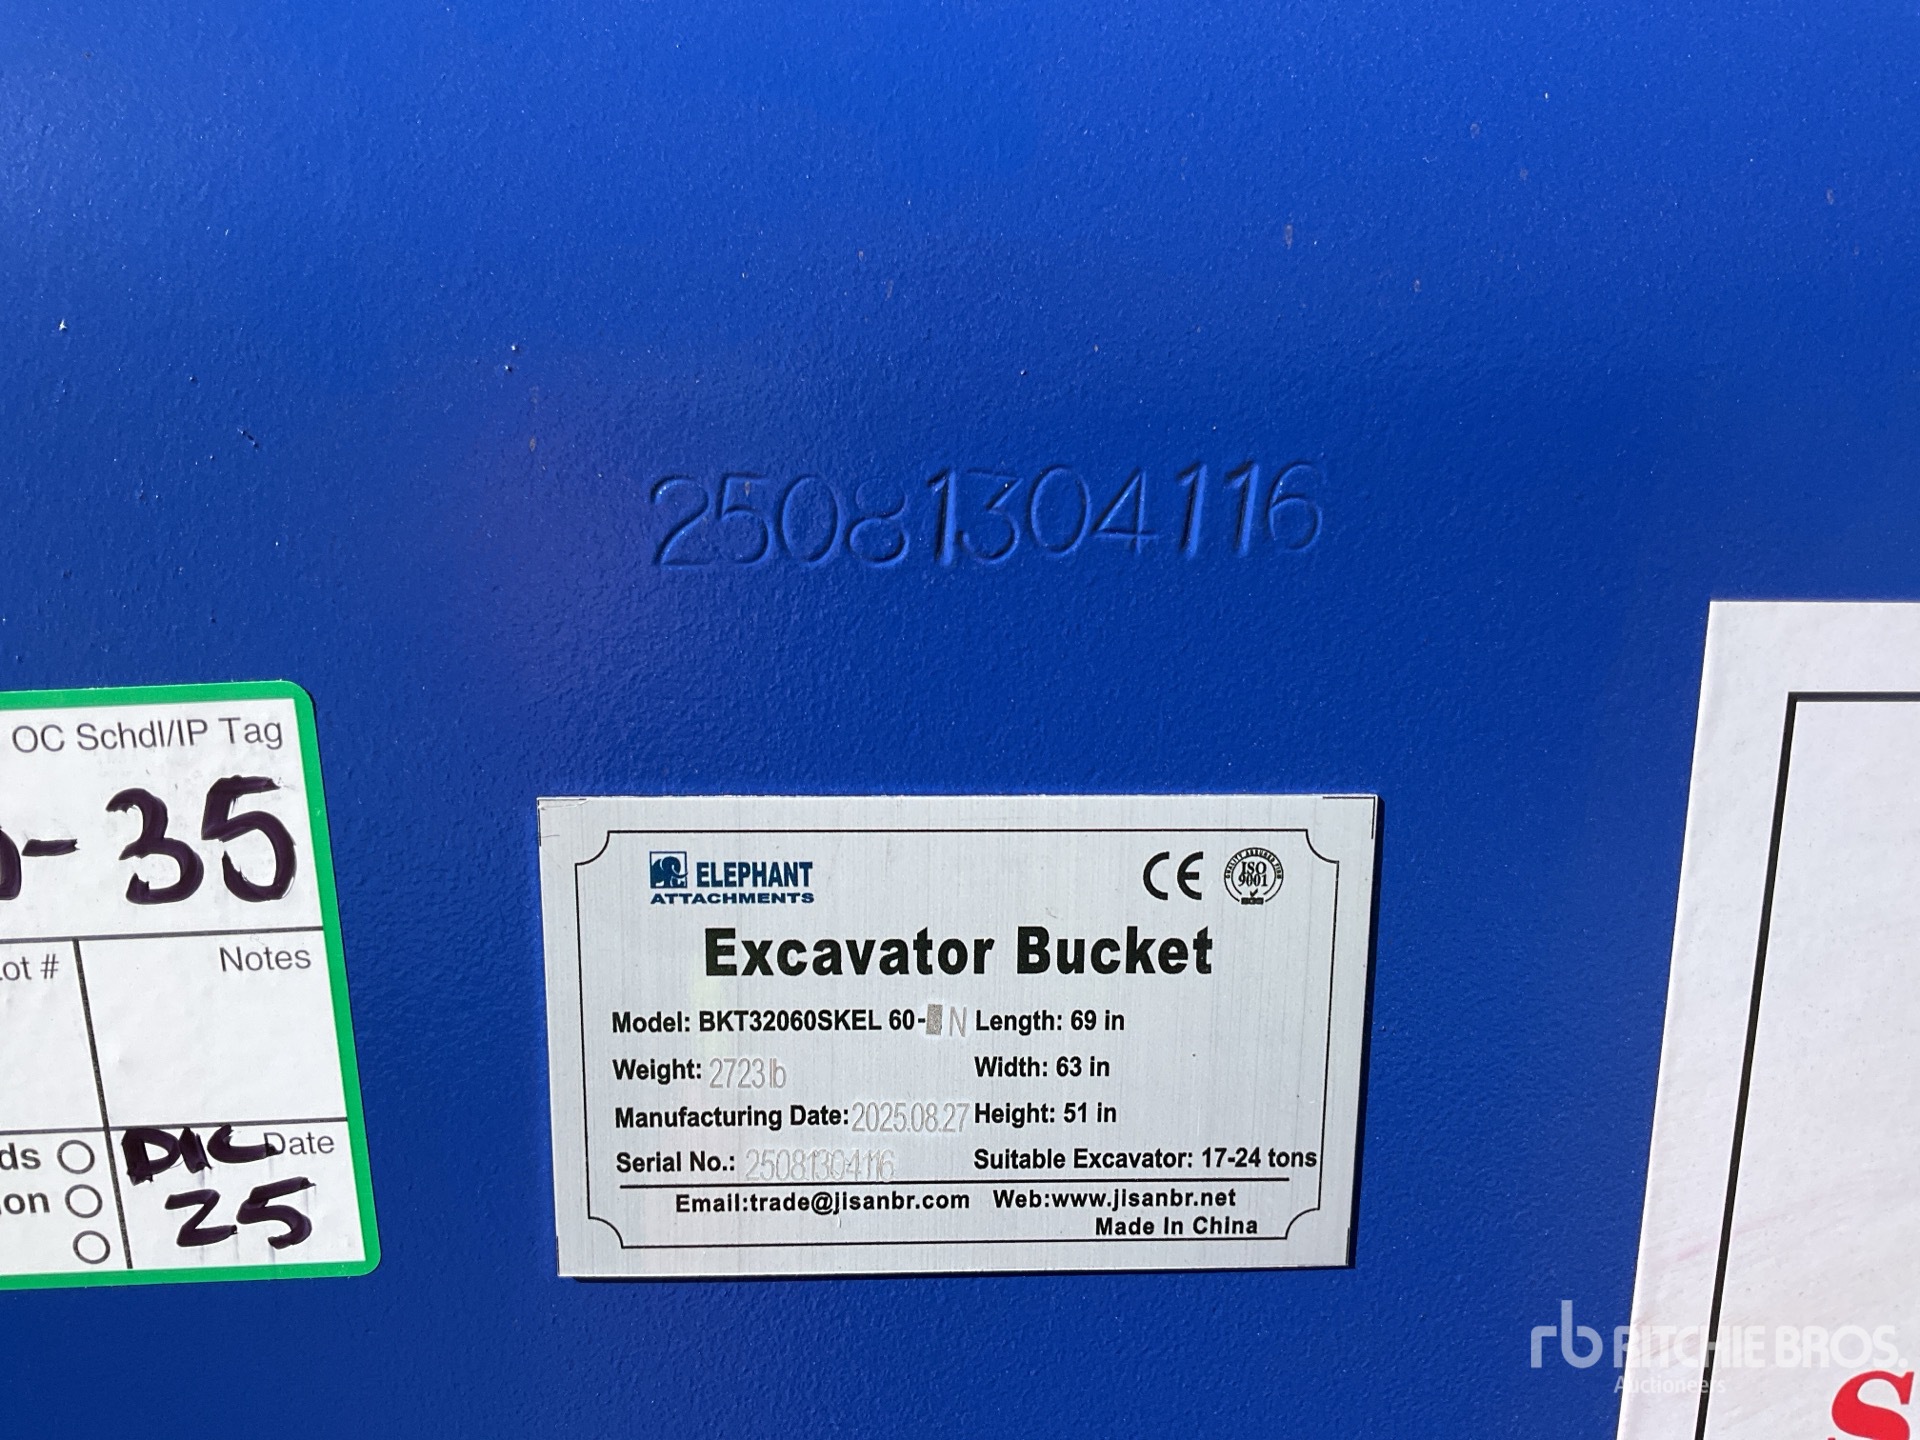 25081304116
OC Schdl/IP Tag
-35
Lot #
Notes
Date
DIC
25
ELEPHANT
ATTACHMENTS
CE
ISO
9001
Excavator Bucket
Model: BKT32060SKEL 60- N Length: 69 in
Weight: 2723lb Width: 63 in
Manufacturing Date: 2025.08.27 Height: 51 in
Serial No.: 25081304116 Suitable Excavator: 17-24 tons
Email:trade@jisanbr.com Web:www.jisanbr.net
Made In China
rb RITCHIE BROS.
Auctioneers
S